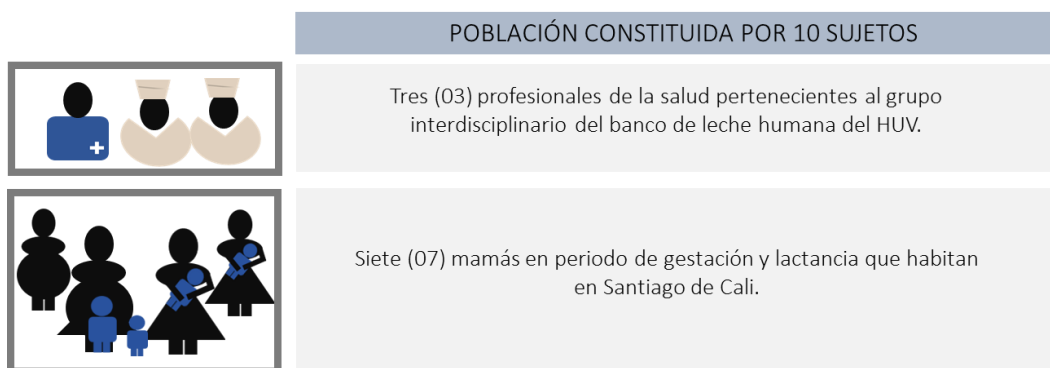 POBLACIÓN CONSTITUIDA POR 10 SUJETOS
Tres (03) profesionales de la salud pertenecientes al grupo
interdisciplinario del banco de leche humana del HUV.
Siete (07) mamás en periodo de gestación y lactancia que habitan
en Santiago de Cali.